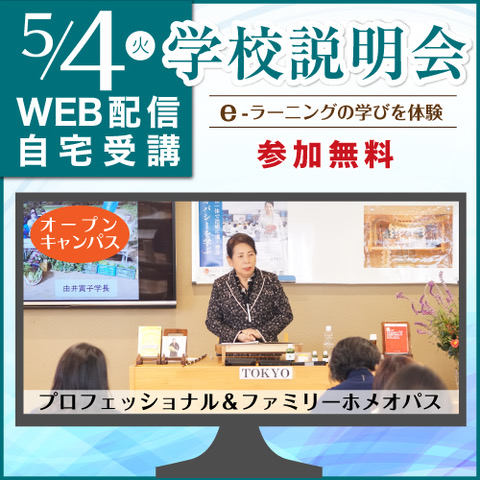 5/4火
学校説明会
WEB配信
自宅受講
e-ラーニングの学びを体験
参加無料
オープン
キャンパス
由井寅子学長
TOKYO
プロフェッショナル&ファミリーホメオパス